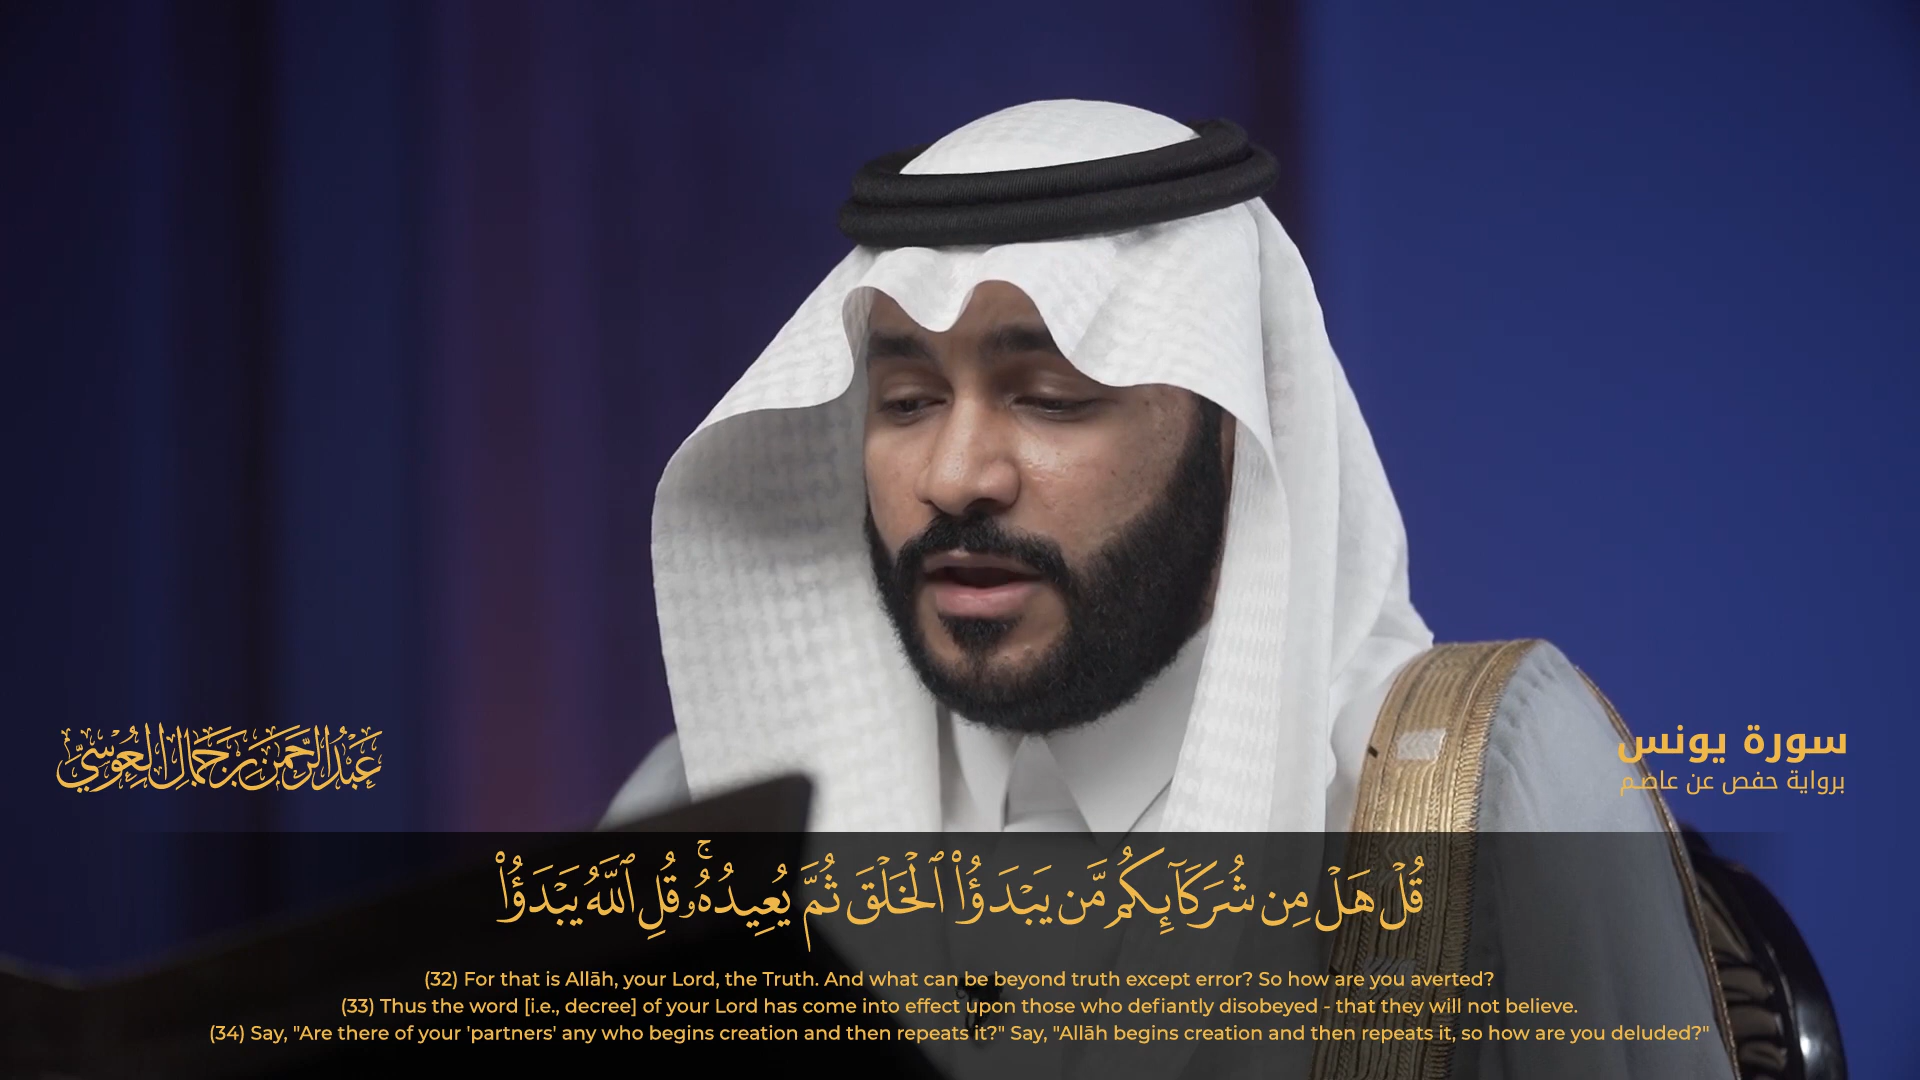 عَبْدُ الرَّحْمَن بْن جَمَال العُوسِيّ
سورة يونس
برواية حفص عن عاصم
قُلْ هَلْ مِن شُرَكَآئِكُم مَّن يَبْدَؤُا۟ ٱلْخَلْقَ ثُمَّ يُعِيدُهُۥ ۚ قُلِ ٱللَّهُ يَبْدَؤُا۟
(32) For that is Allāh, your Lord, the Truth. And what can be beyond truth except error? So how are you averted?
(33) Thus the word [i.e., decree] of your Lord has come into effect upon those who defiantly disobeyed - that they will not believe.
(34) Say, "Are there of your 'partners' any who begins creation and then repeats it?" Say, "Allāh begins creation and then repeats it, so how are you deluded?"